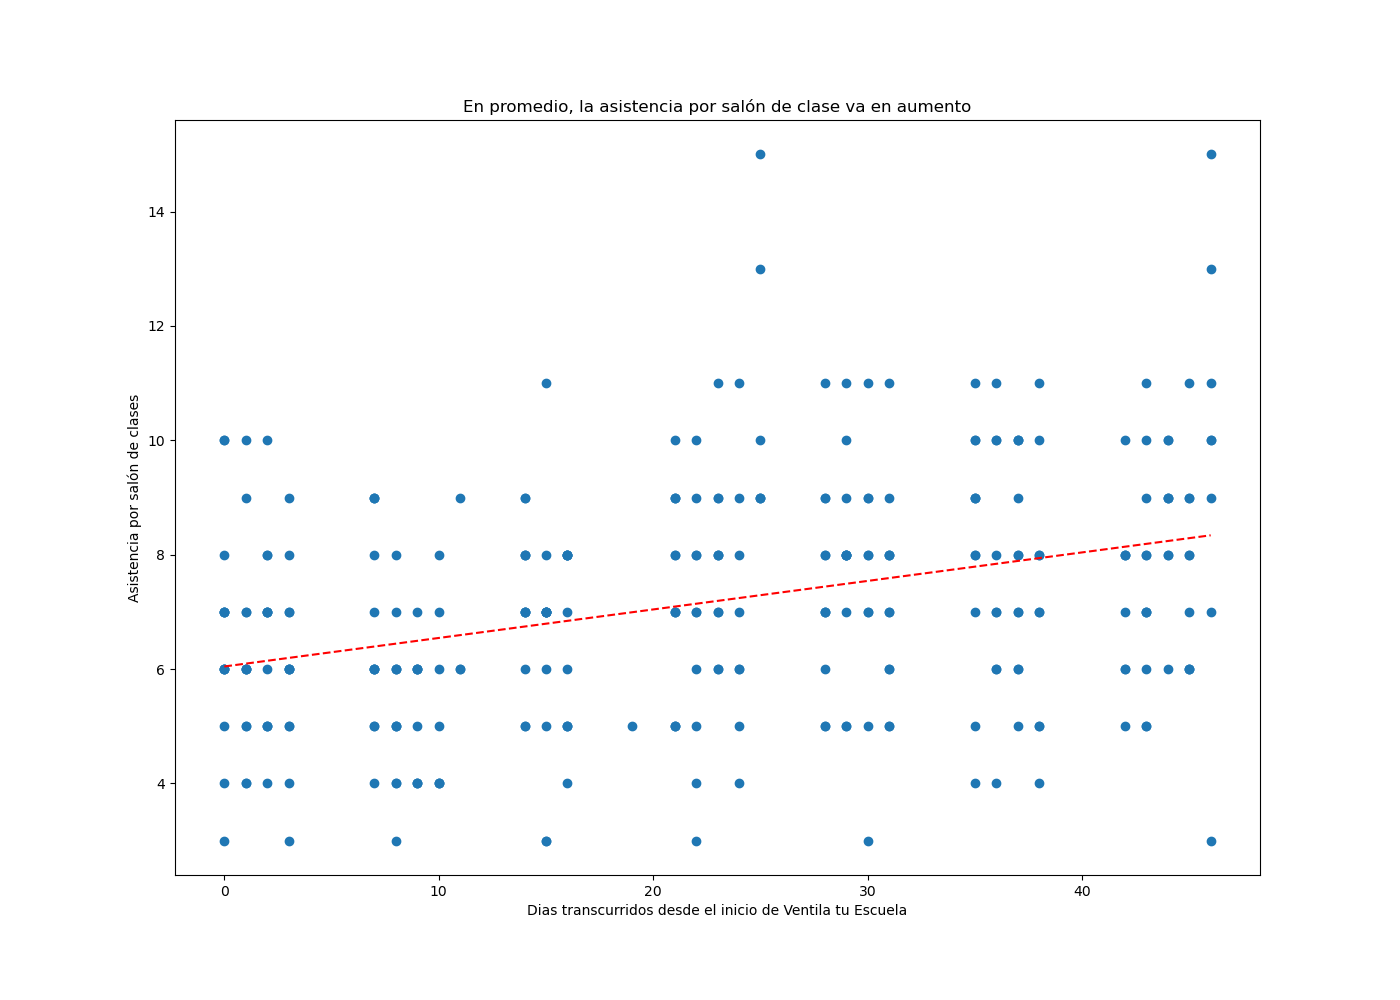 En promedio, la asistencia por salón de clase va en aumento
Asistencia por salón de clases
14
12
10
8
6
4
0 10 20 30 40
Dias transcurridos desde el inicio de Ventila tu Escuela